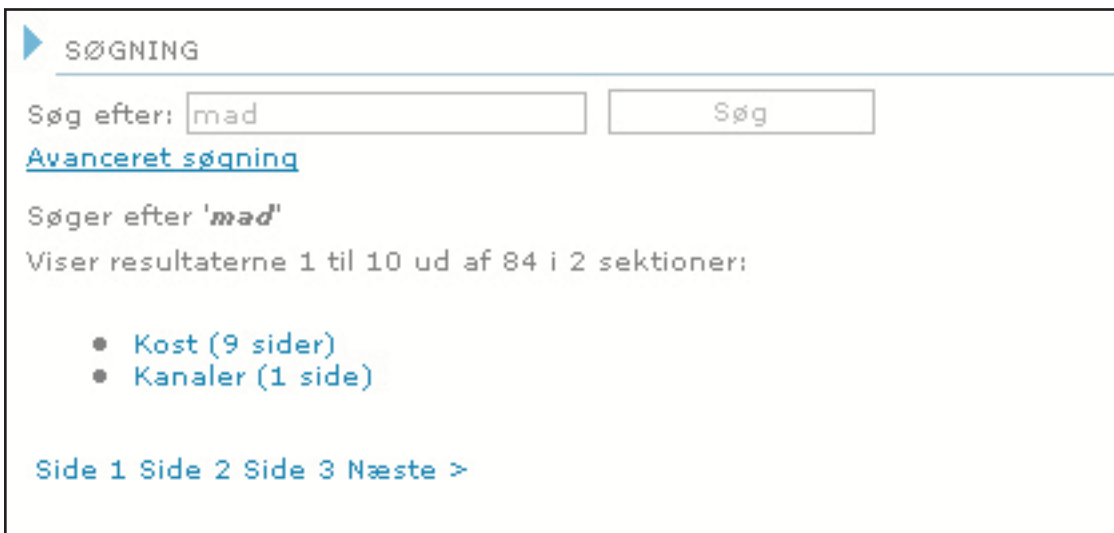 SØGNING
Søg efter: mad Søg
Avanceret søgning
Søger efter 'mad'
Viser resultaterne 1 til 10 ud af 84 i 2 sektioner:
• Kost (9 sider)
• Kanaler (1 side)
Side 1 Side 2 Side 3 Næste >